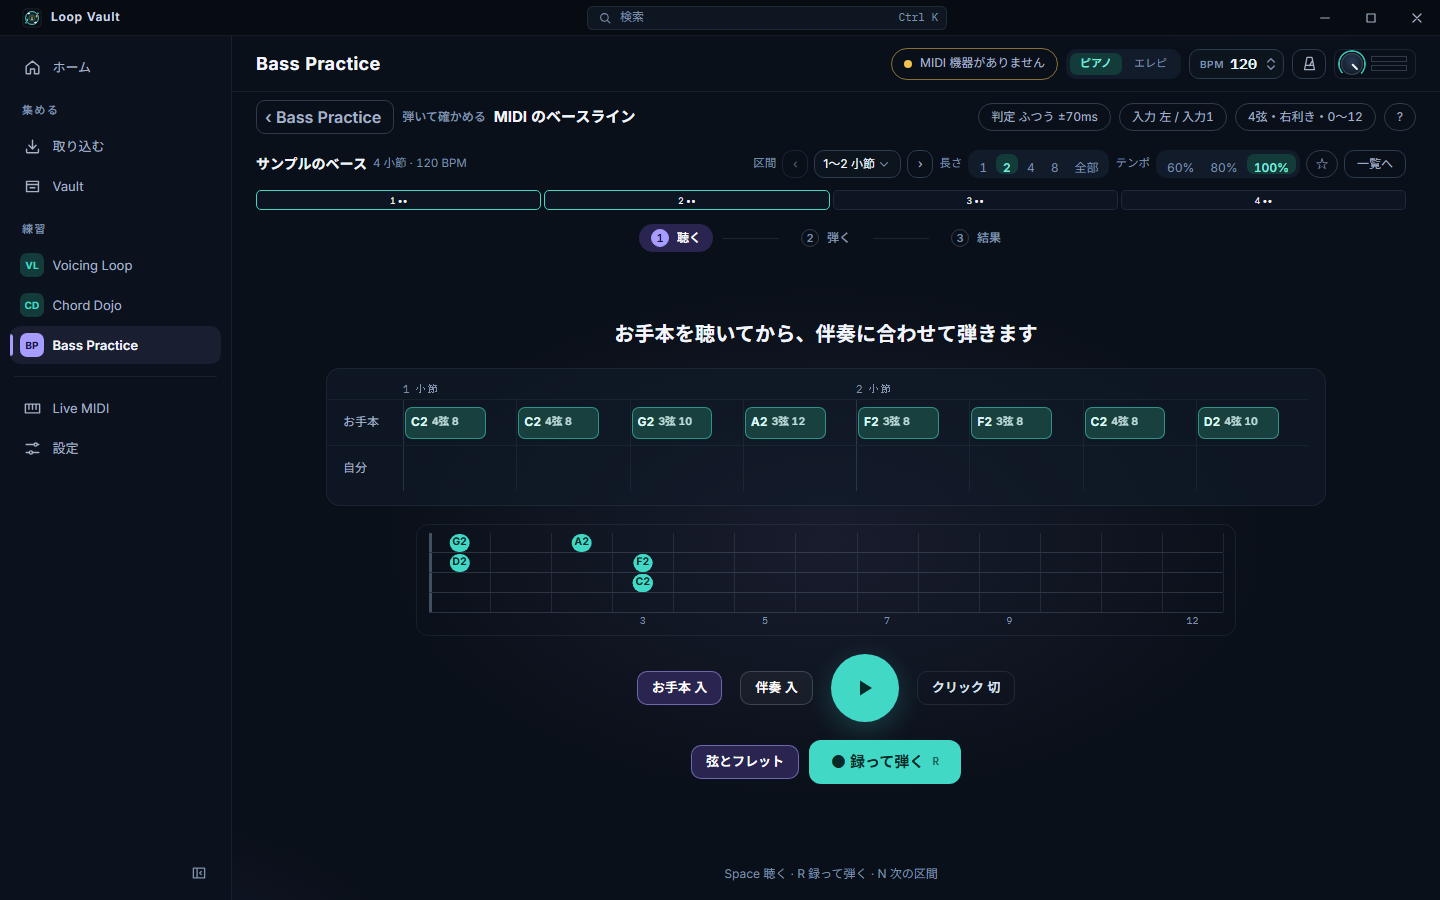 Loop Vault
検索
Ctrl K
ホーム
集める
取り込む
Vault
練習
VL Voicing Loop
CD Chord Dojo
BP Bass Practice
Live MIDI
設定
Bass Practice
MIDI 機器がありません
ピアノ
エレピ
BPM 120
‹ Bass Practice
弾いて確かめる
MIDI のベースライン
判定 ふつう ±70ms
入力 左 / 入力1
4弦・右利き・0〜12
?
サンプルのベース
4 小節 · 120 BPM
区間
‹
1〜2 小節
›
長さ
1 2 4 8 全部
テンポ
60% 80% 100%
☆
一覧へ
1 •• 2 •• 3 •• 4 ••
1 聴く
2 弾く
3 結果
お手本を聴いてから、伴奏に合わせて弾きます
1 小節
2 小節
お手本
C2 4弦 8
C2 4弦 8
G2 3弦 10
A2 3弦 12
F2 3弦 8
F2 3弦 8
C2 4弦 8
D2 4弦 10
自分
G2 A2
D2 F2
C2
3 5 7 9 12
お手本 入
伴奏 入
クリック 切
弦とフレット
● 録って弾く R
Space 聴く · R 録って弾く · N 次の区間